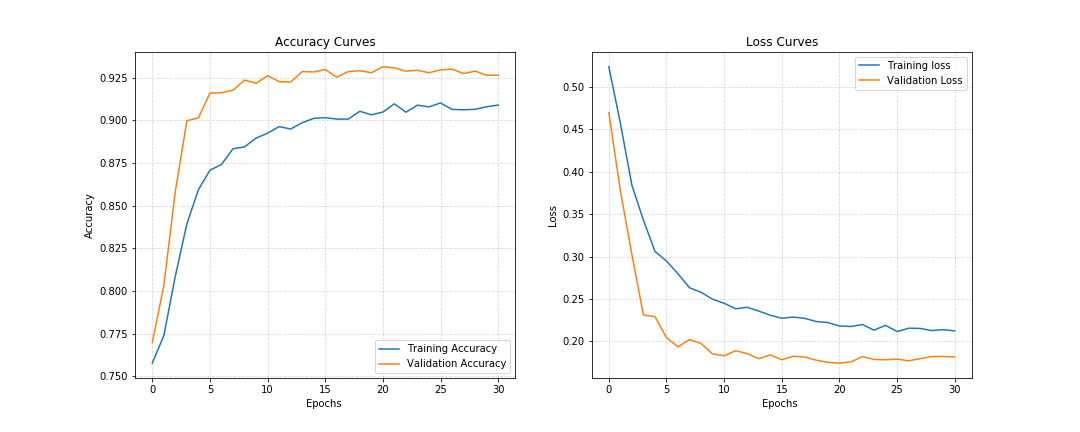 Accuracy Curves
Accuracy
0.925
0.900
0.875
0.850
0.825
0.800
0.775
0.750
Training Accuracy
Validation Accuracy
0 5 10 15 20 25 30
Epochs
Loss Curves
Loss
0.50
0.45
0.40
0.35
0.30
0.25
0.20
Training loss
Validation Loss
0 5 10 15 20 25 30
Epochs